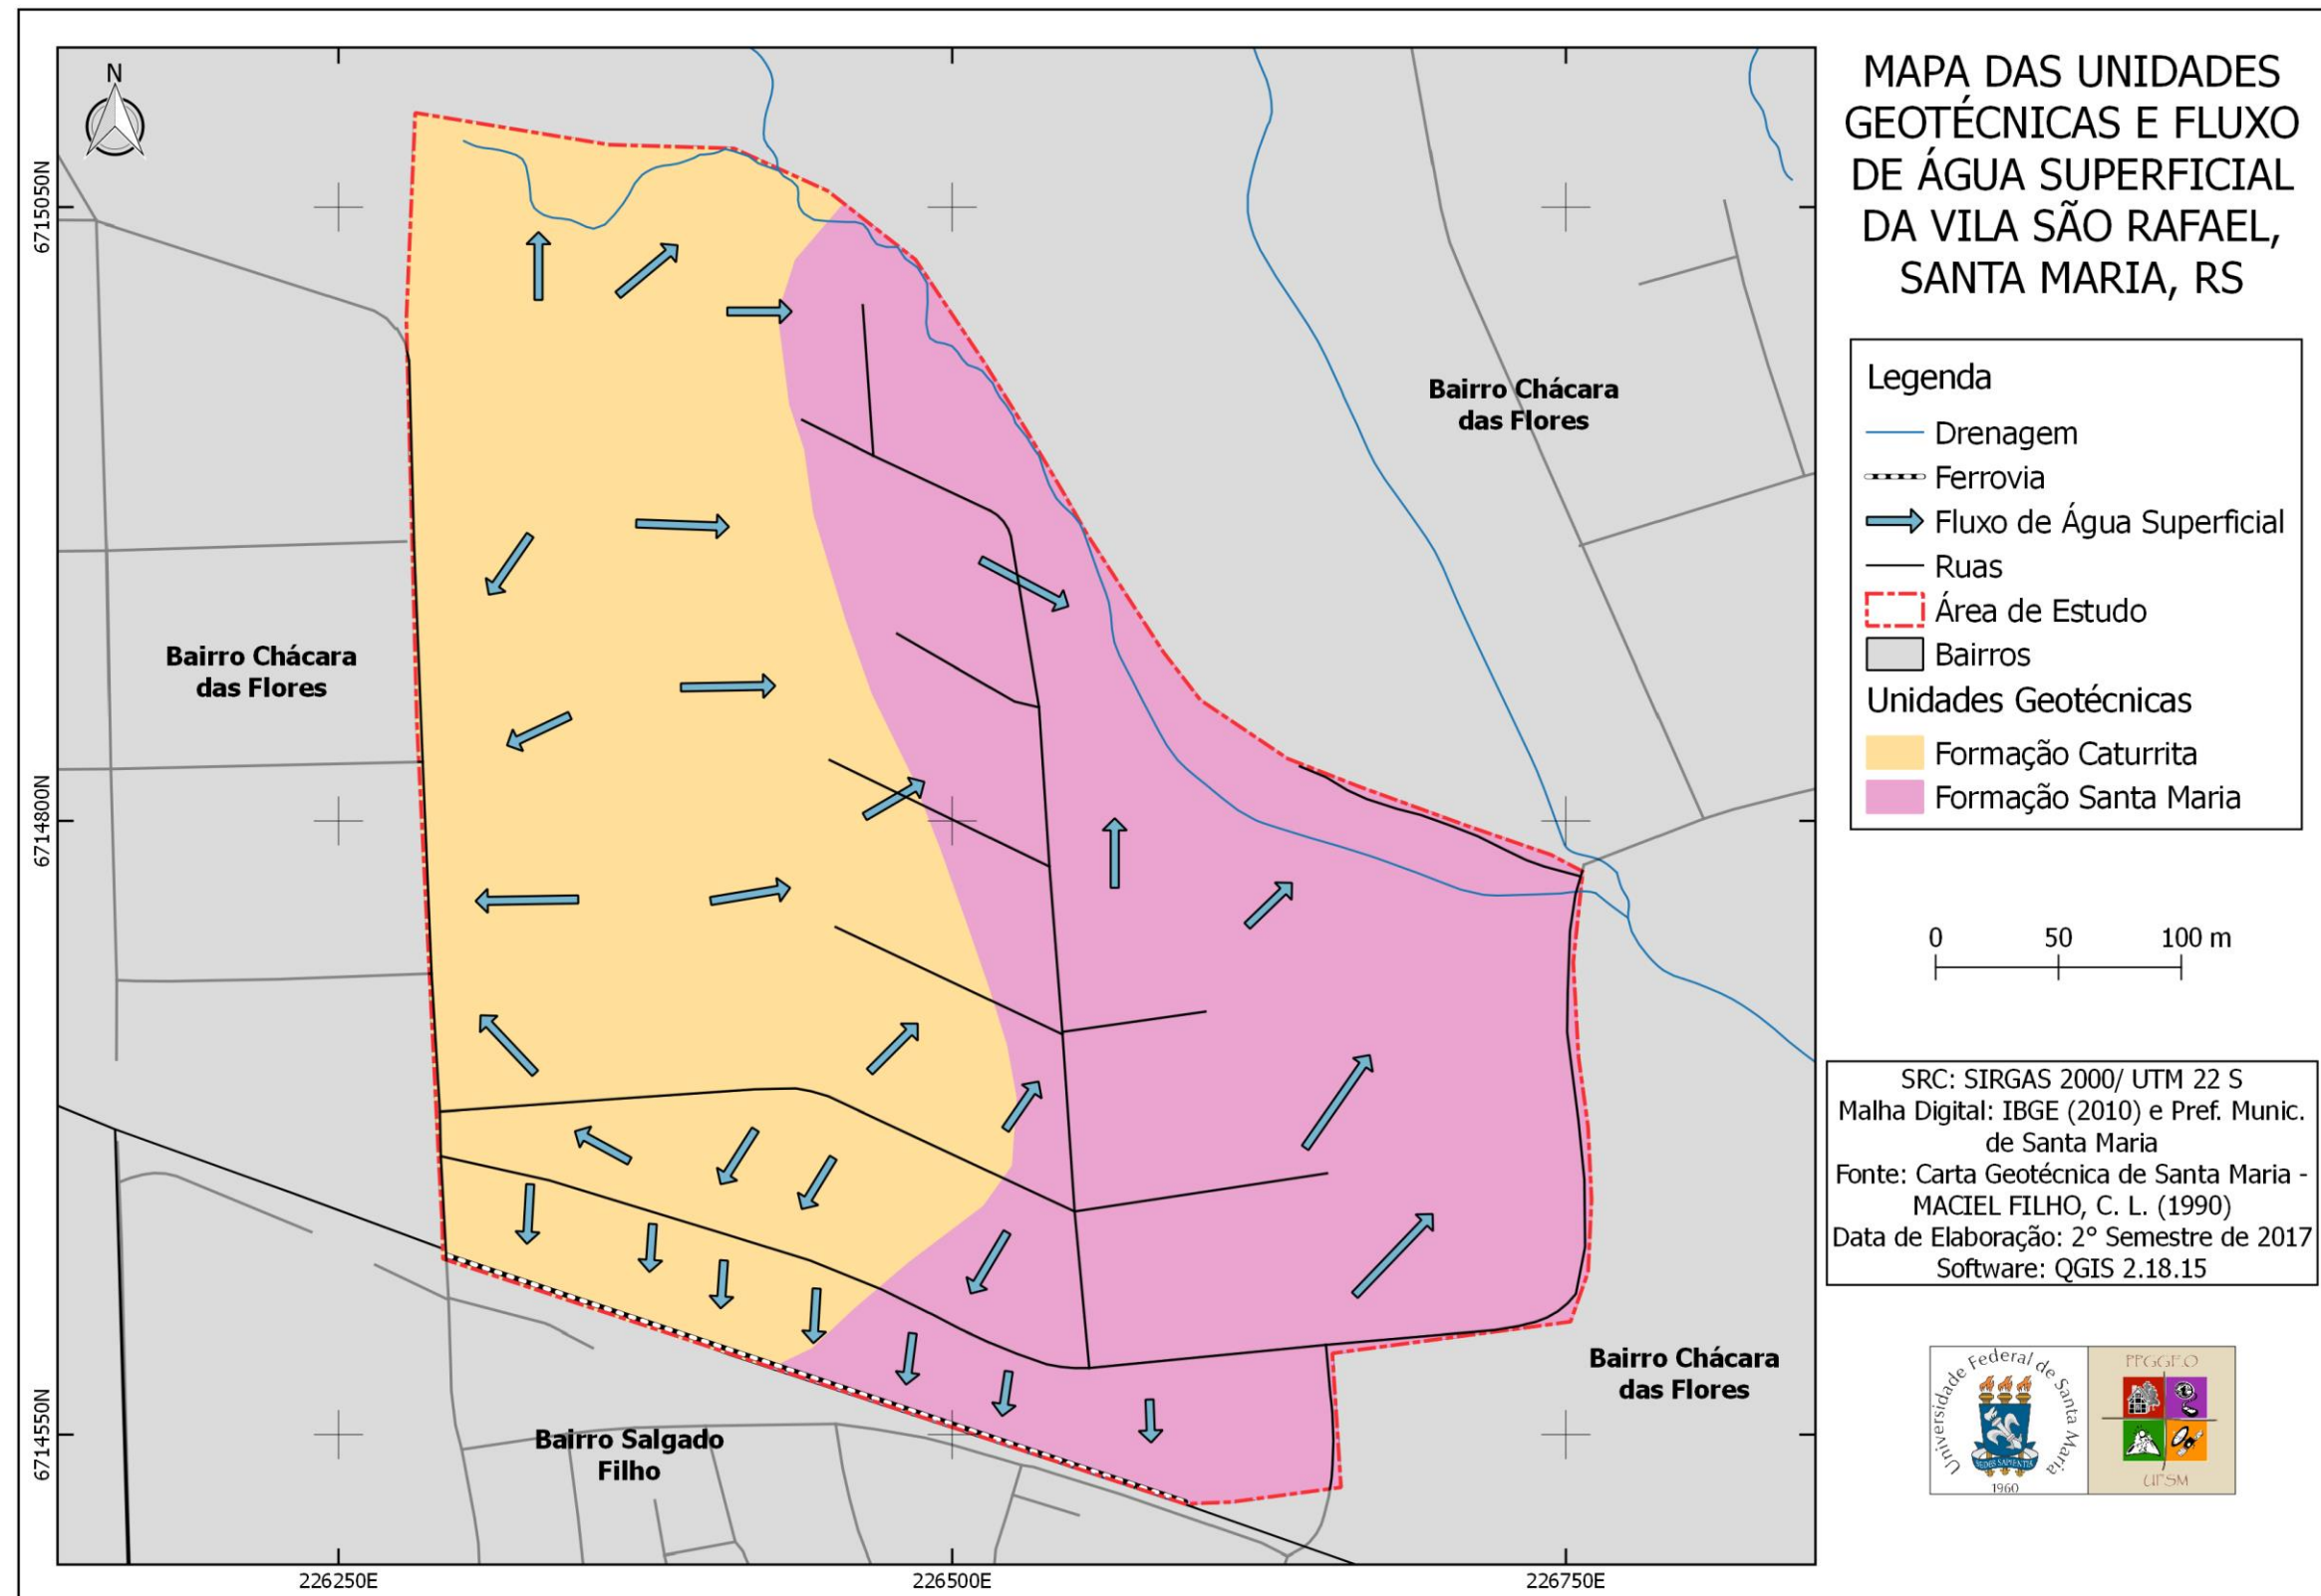 MAPA DAS UNIDADES
GEOTÉCNICAS E FLUXO
DE ÁGUA SUPERFICIAL
DA VILA SÃO RAFAEL,
SANTA MARIA, RS
N
6715050N
6714800N
6714550N
226250E
226500E
226750E
Bairro Chácara
das Flores
Bairro Chácara
das Flores
Bairro Chácara
das Flores
Bairro Salgado
Filho
Legenda
Drenagem
Ferrovia
Fluxo de Água Superficial
Ruas
Área de Estudo
Bairros
Unidades Geotécnicas
Formação Caturrita
Formação Santa Maria
0 50 100 m
SRC: SIRGAS 2000/ UTM 22 S
Malha Digital: IBGE (2010) e Pref. Munic.
de Santa Maria
Fonte: Carta Geotécnica de Santa Maria -
MACIEL FILHO, C. L. (1990)
Data de Elaboração: 2° Semestre de 2017
Software: QGIS 2.18.15
Universidade Federal de Santa Maria
SEDES SAPIENTIAE
1960
PPGGEO
UFSM